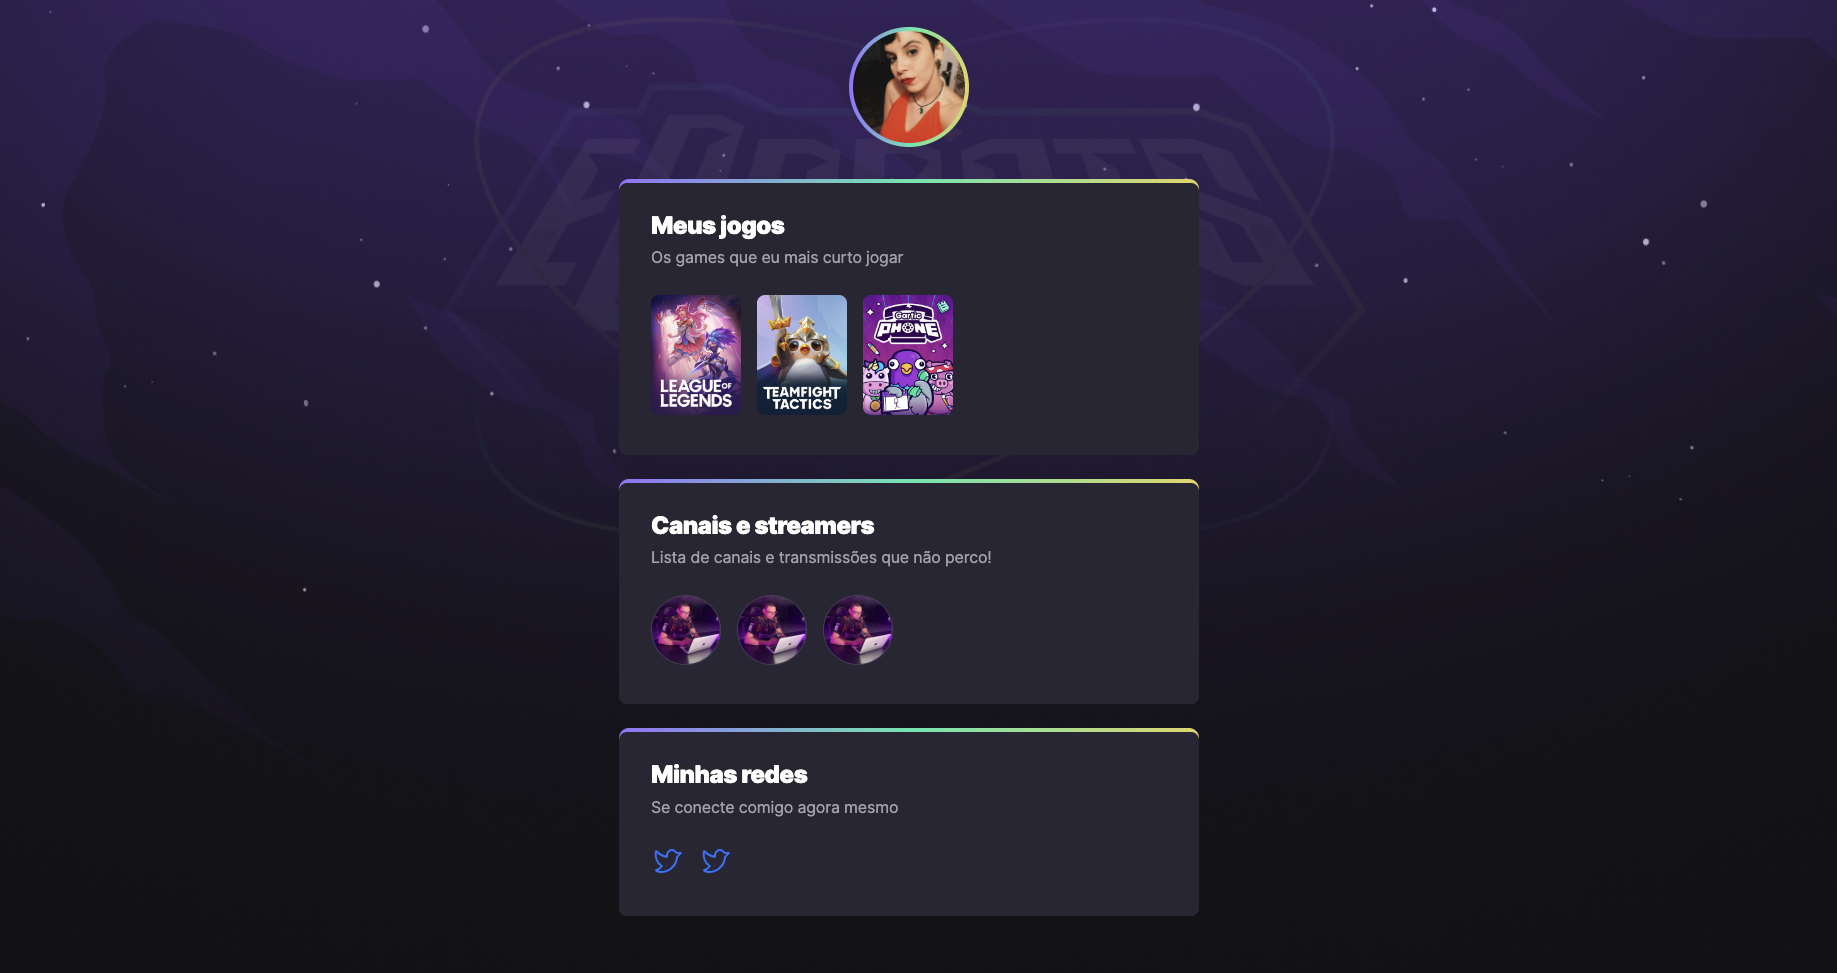 Meus jogos
Os games que eu mais curto jogar
LEAGUE OF
LEGENDS
TEAMFIGHT
TACTICS
Gartic
PHONE
Canais e streamers
Lista de canais e transmissões que não perco!
Minhas redes
Se conecte comigo agora mesmo